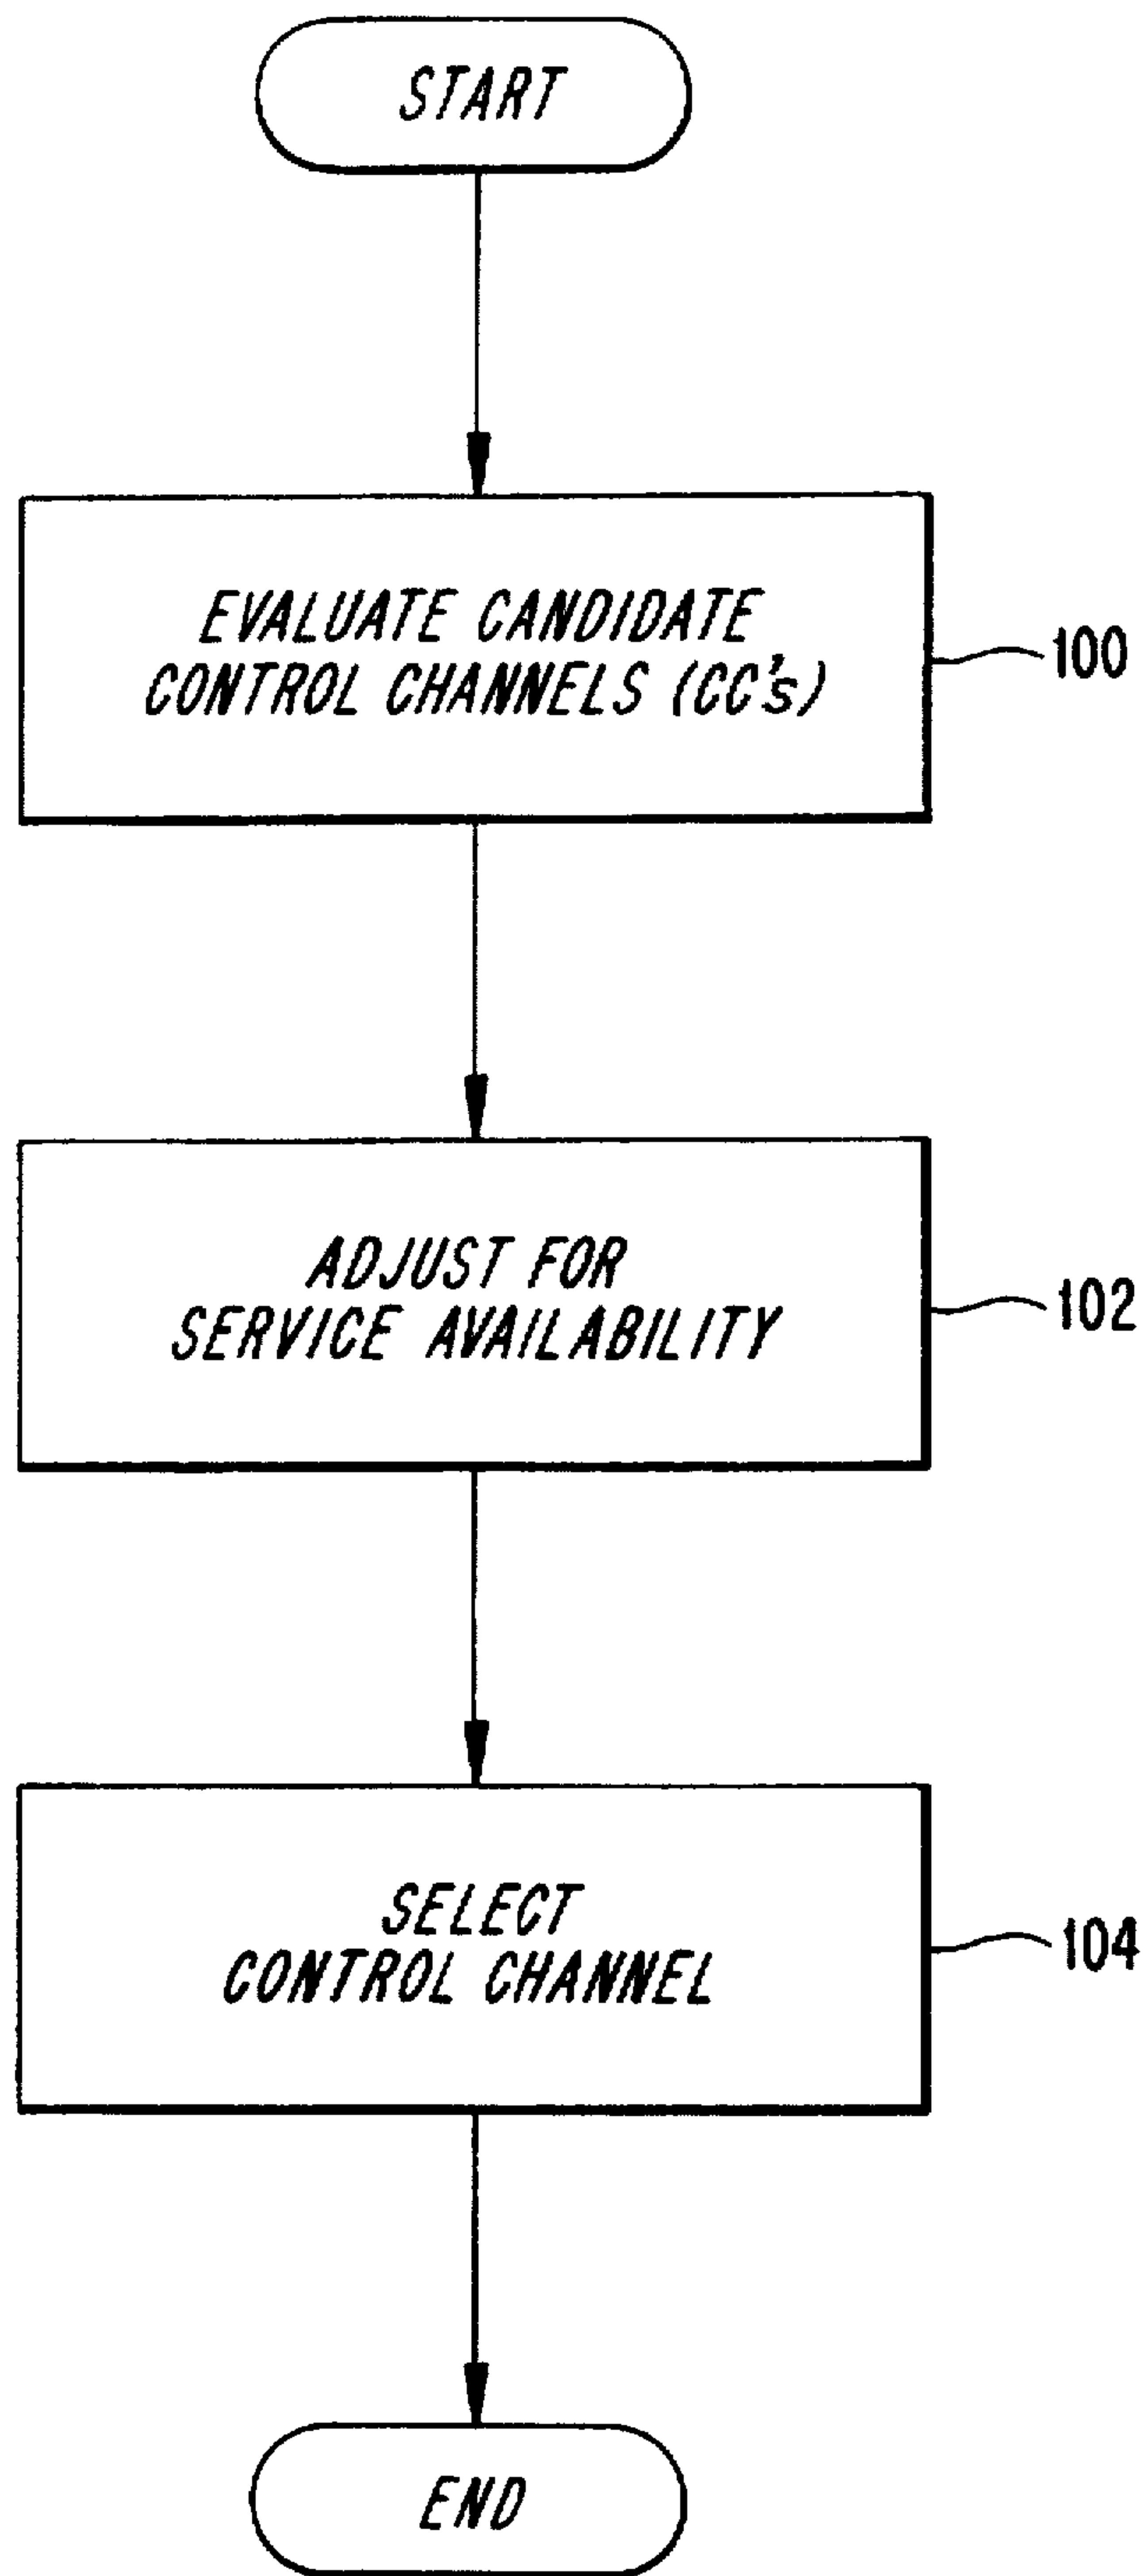 START
EVALUATE CANDIDATE
CONTROL CHANNELS (CC's)
100
ADJUST FOR
SERVICE AVAILABILITY
102
SELECT
CONTROL CHANNEL
104
END